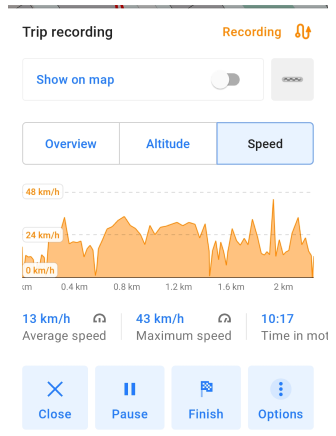 Trip recording
Recording
Show on map
Overview
Altitude
Speed
48 km/h
24 km/h
0 km/h
km
0.4 km
0.8 km
1.2 km
1.6 km
2 km
13 km/h
43 km/h
10:17
Average speed
Maximum speed
Time in mot
Close
Pause
Finish
Options